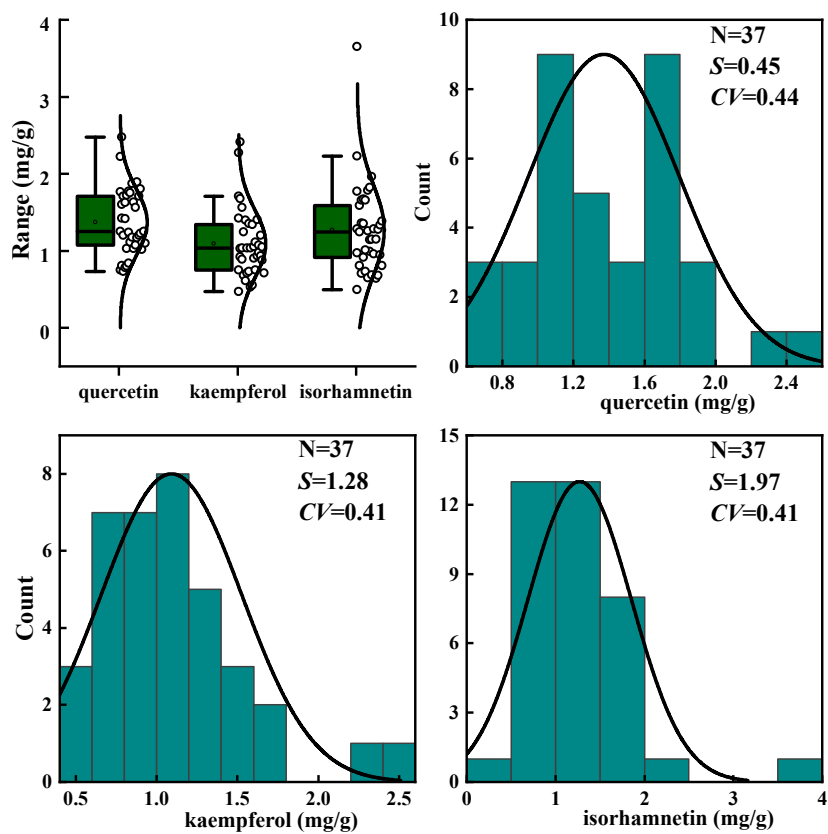 4
3
2
1
0
Range (mg/g)
quercetin
kaempferol
isorhamnetin
10
8
6
4
2
0
Count
N=37
S=0.45
CV=0.44
0.8 1.2 1.6 2.0 2.4
quercetin (mg/g)
8
6
4
2
0
Count
N=37
S=1.28
CV=0.41
0.5 1.0 1.5 2.0 2.5
kaempferol (mg/g)
15
12
9
6
3
0
N=37
S=1.97
CV=0.41
0 1 2 3 4
isorhamnetin (mg/g)